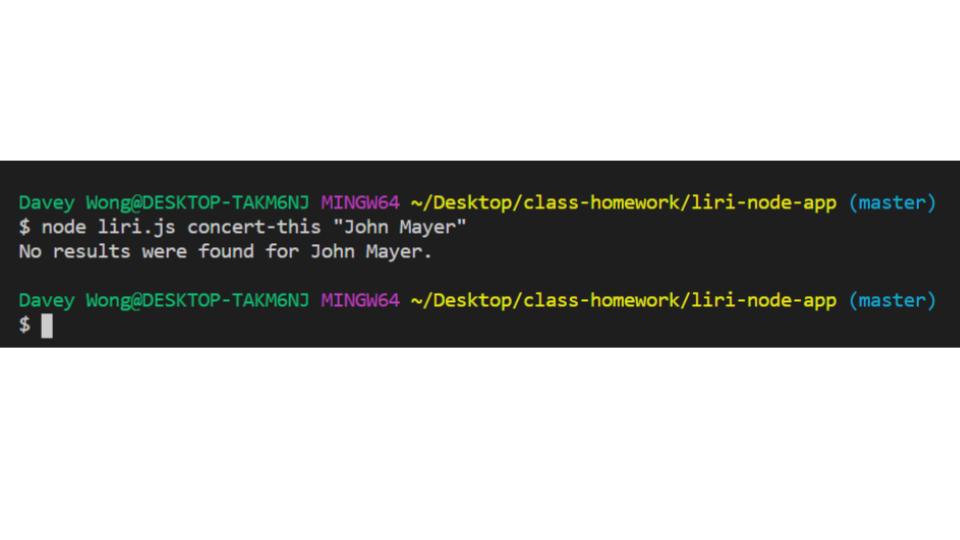 Davey Wong@DESKTOP-TAKM6NJ MINGW64 ~/Desktop/class-homework/liri-node-app (master)
$ node liri.js concert-this "John Mayer"
No results were found for John Mayer.
Davey Wong@DESKTOP-TAKM6NJ MINGW64 ~/Desktop/class-homework/liri-node-app (master)
$